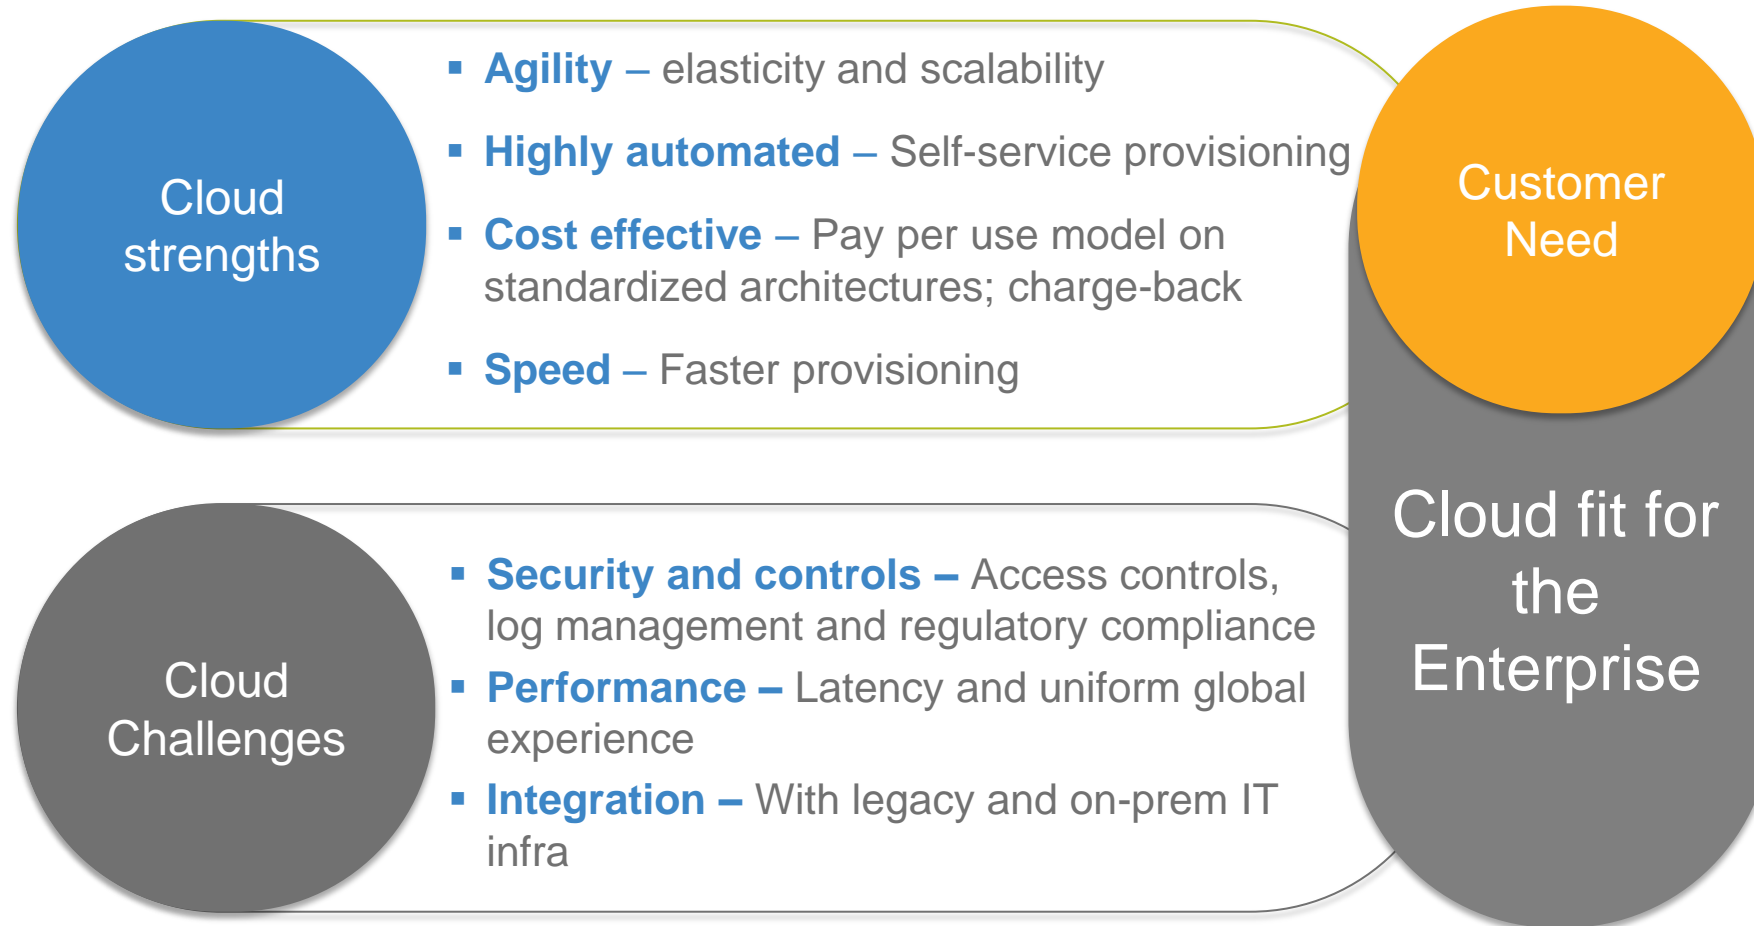 Cloud
strengths
▪ Agility – elasticity and scalability
▪ Highly automated – Self-service provisioning
▪ Cost effective – Pay per use model on
standardized architectures; charge-back
▪ Speed – Faster provisioning
Customer
Need
Cloud
Challenges
▪ Security and controls – Access controls,
log management and regulatory compliance
▪ Performance – Latency and uniform global
experience
▪ Integration – With legacy and on-prem IT
infra
Cloud fit for
the
Enterprise